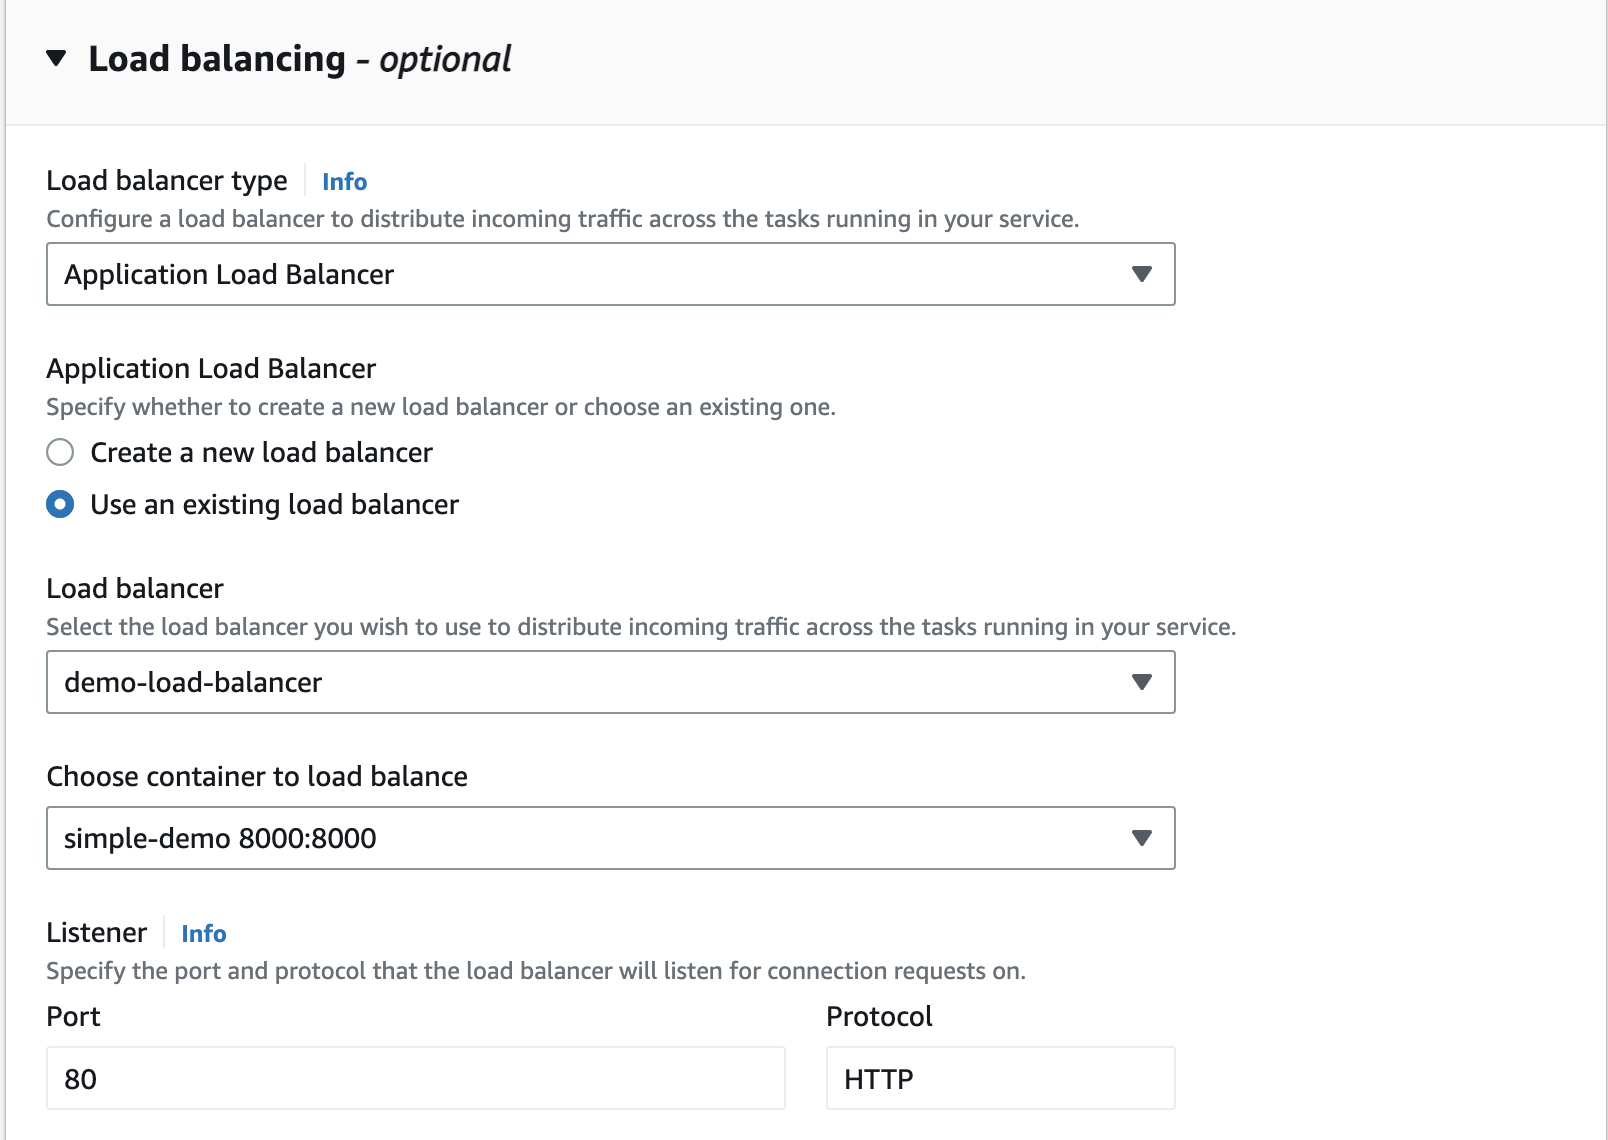 Load balancing - optional
Load balancer type Info
Configure a load balancer to distribute incoming traffic across the tasks running in your service.
Application Load Balancer
Application Load Balancer
Specify whether to create a new load balancer or choose an existing one.
Create a new load balancer
Use an existing load balancer
Load balancer
Select the load balancer you wish to use to distribute incoming traffic across the tasks running in your service.
demo-load-balancer
Choose container to load balance
simple-demo 8000:8000
Listener Info
Specify the port and protocol that the load balancer will listen for connection requests on.
Port Protocol
80 HTTP